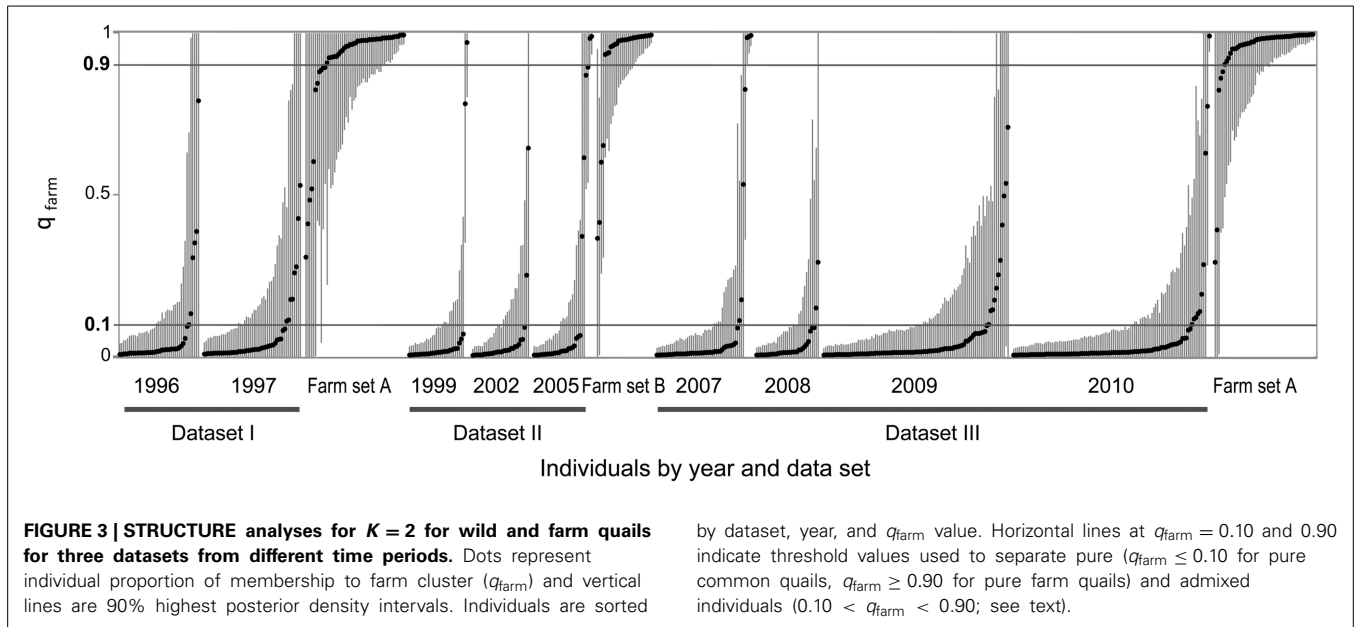 1
0.9
0.5
0.1
0
q farm
1996 1997 Farm set A 1999 2002 2005 Farm set B 2007 2008 2009 2010 Farm set A
Dataset I Dataset II Dataset III
Individuals by year and data set
FIGURE 3 | STRUCTURE analyses for K = 2 for wild and farm quails
for three datasets from different time periods. Dots represent
individual proportion of membership to farm cluster (qfarm) and vertical
lines are 90% highest posterior density intervals. Individuals are sorted
by dataset, year, and qfarm value. Horizontal lines at qfarm = 0.10 and 0.90
indicate threshold values used to separate pure (qfarm ≤ 0.10 for pure
common quails, qfarm ≥ 0.90 for pure farm quails) and admixed
individuals (0.10 < qfarm < 0.90; see text).